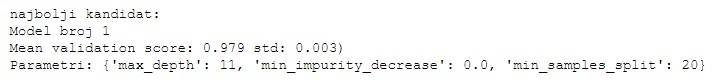 najbolji kandidat:
Model broj 1
Mean validation score: 0.979 std: 0.003)
Parametri: {'max_depth': 11, 'min_impurity_decrease': 0.0, 'min_samples_split': 20}